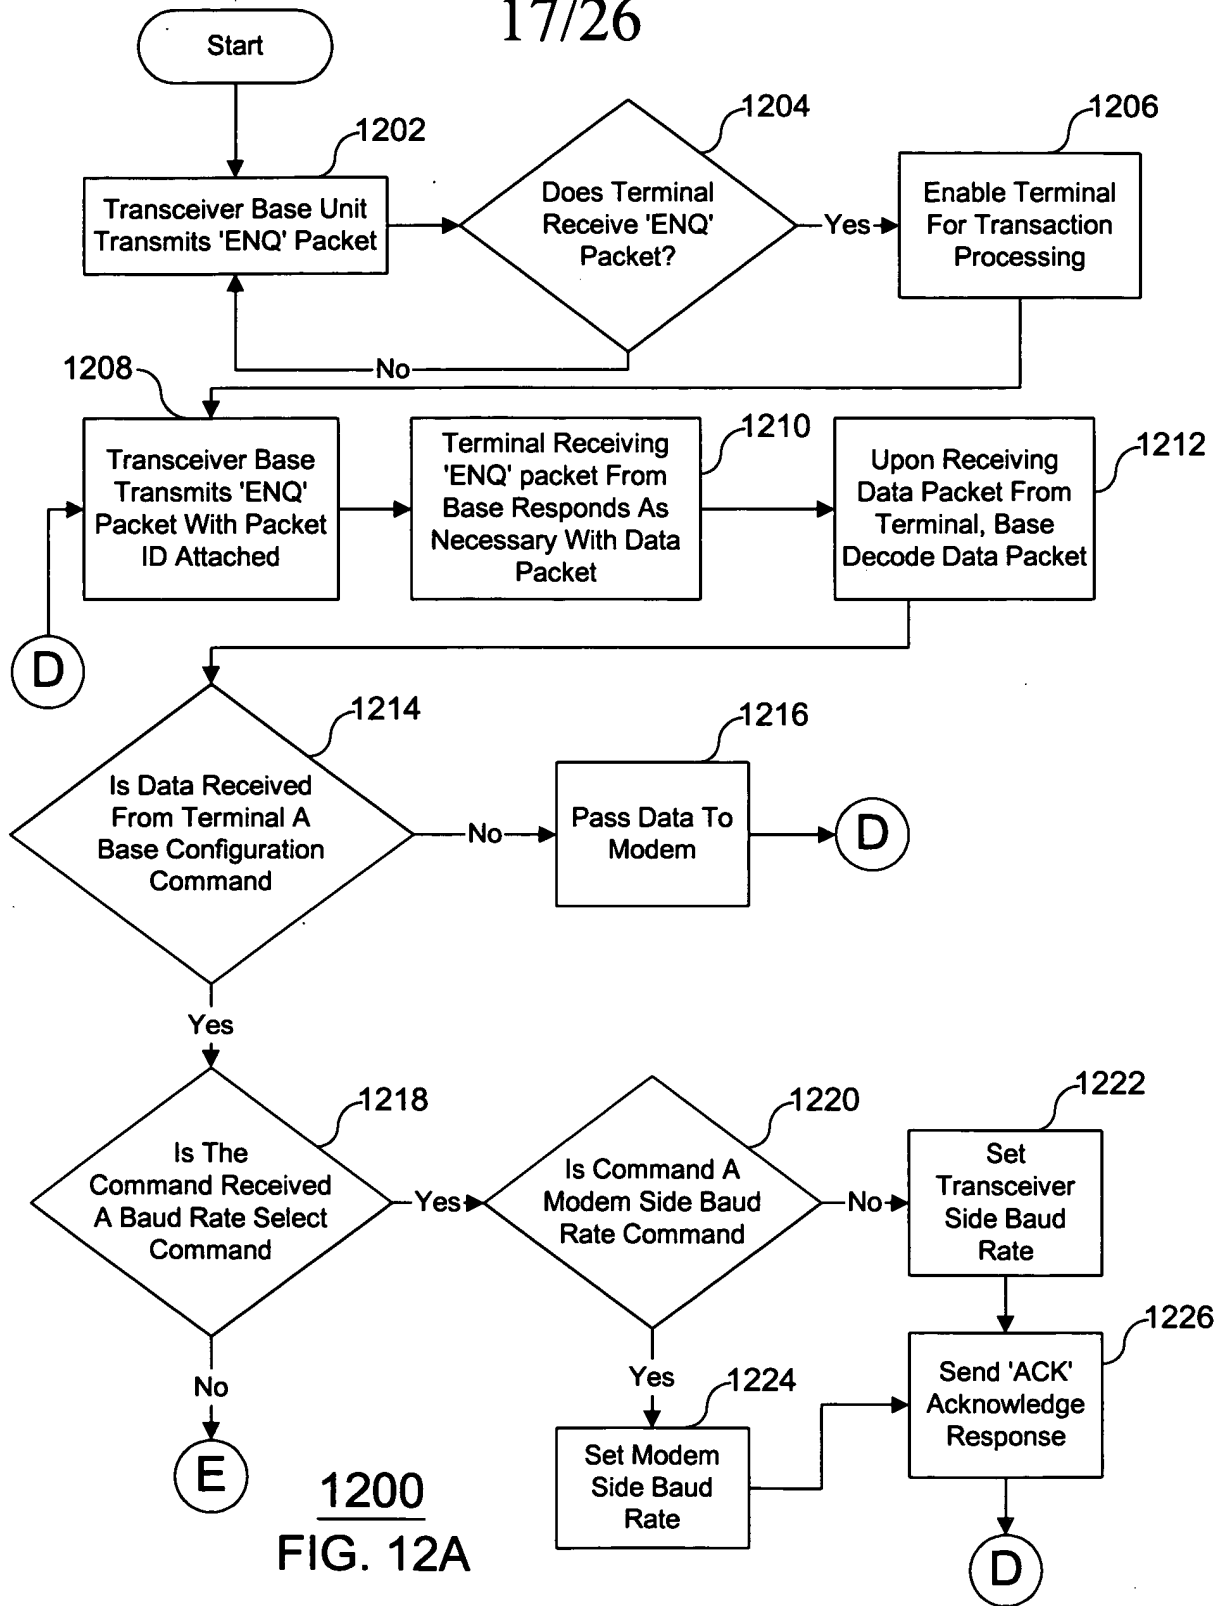 17/26
Start
1202
Transceiver Base Unit
Transmits 'ENQ' Packet
1204
Does Terminal
Receive 'ENQ'
Packet?
Yes
1206
Enable Terminal
For Transaction
Processing
No
1208
Transceiver Base
Transmits 'ENQ'
Packet With Packet
ID Attached
1210
Terminal Receiving
'ENQ' packet From
Base Responds As
Necessary With Data
Packet
1212
Upon Receiving
Data Packet From
Terminal, Base
Decode Data Packet
D
1214
Is Data Received
From Terminal A
Base Configuration
Command
No
1216
Pass Data To
Modem
D
Yes
1218
Is The
Command Received
A Baud Rate Select
Command
Yes
1220
Is Command A
Modem Side Baud
Rate Command
No
1222
Set
Transceiver
Side Baud
Rate
No
E
Yes
1224
Set Modem
Side Baud
Rate
1226
Send 'ACK'
Acknowledge
Response
D
1200
FIG. 12A